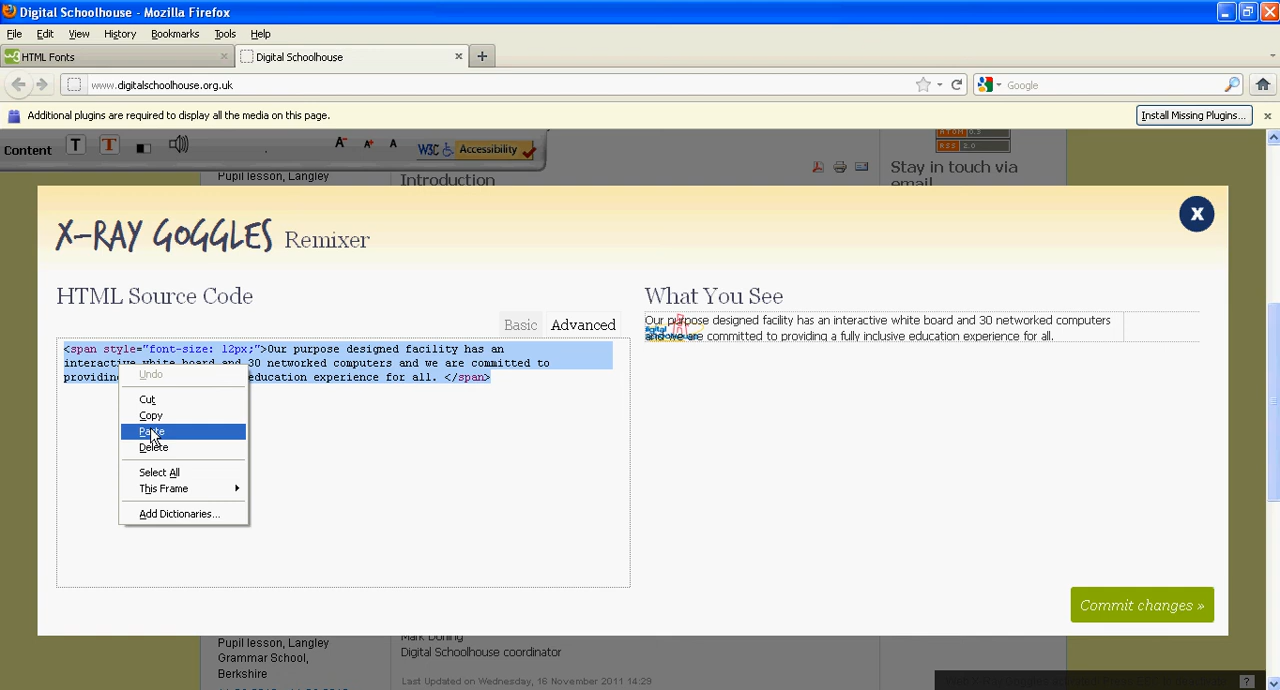 Digital Schoolhouse - Mozilla Firefox
File Edit View History Bookmarks Tools Help
HTML Fonts
Digital Schoolhouse
www.digitalschoolhouse.org.uk
Google
Additional plugins are required to display all the media on this page.
Install Missing Plugins...
Content T T A- A+ A W3C Accessibility
ATOM 0.3
RSS 2.0
Pupil lesson, Langley
Introduction
Stay in touch via
email
X-RAY GOGGLES Remixer
X
HTML Source Code
Basic Advanced
<span style="font-size: 12px;">Our purpose designed facility has an
interactive white board and 30 networked computers and we are committed to
providing education experience for all. </span>
Undo
Cut
Copy
Paste
Delete
Select All
This Frame
Add Dictionaries...
What You See
Our purpose designed facility has an interactive white board and 30 networked computers
and we are committed to providing a fully inclusive education experience for all.
Commit changes »
Pupil lesson, Langley
Grammar School,
Berkshire
Mark Dorling
Digital Schoolhouse coordinator
Last Updated on Wednesday, 16 November 2011 14:29
?